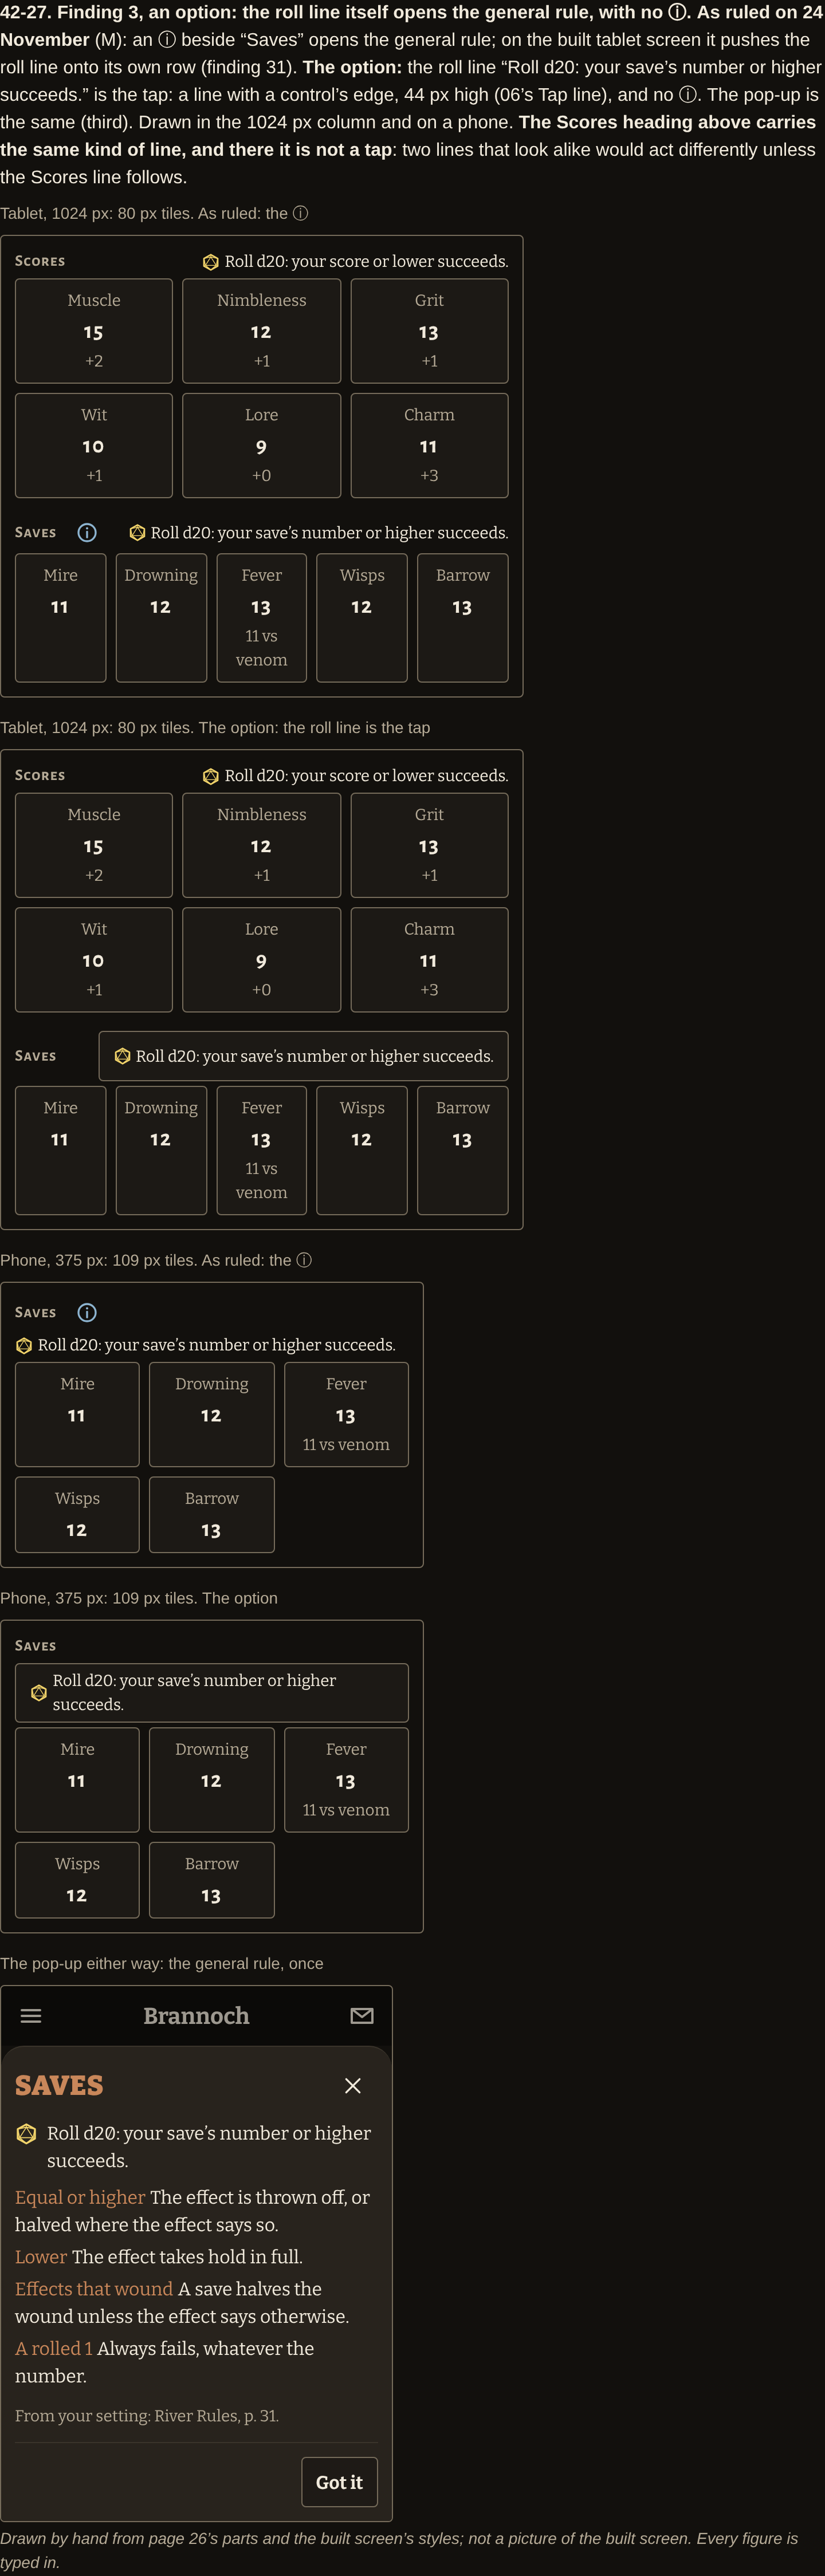 42-27. Finding 3, an option: the roll line itself opens the general rule, with no ⓘ. As ruled on 24
November (M): an ⓘ beside “Saves” opens the general rule; on the built tablet screen it pushes the
roll line onto its own row (finding 31). The option: the roll line “Roll d20: your save’s number or higher
succeeds.” is the tap: a line with a control’s edge, 44 px high (06’s Tap line), and no ⓘ. The pop-up is
the same (third). Drawn in the 1024 px column and on a phone. The Scores heading above carries
the same kind of line, and there it is not a tap: two lines that look alike would act differently unless
the Scores line follows.
Tablet, 1024 px: 80 px tiles. As ruled: the ⓘ
Scores Roll d20: your score or lower succeeds.
Muscle Nimbleness Grit
15 12 13
+2 +1 +1
Wit Lore Charm
10 9 11
+1 +0 +3
Saves ⓘ Roll d20: your save’s number or higher succeeds.
Mire Drowning Fever Wisps Barrow
11 12 13 12 13
11 vs
venom
Tablet, 1024 px: 80 px tiles. The option: the roll line is the tap
Scores Roll d20: your score or lower succeeds.
Muscle Nimbleness Grit
15 12 13
+2 +1 +1
Wit Lore Charm
10 9 11
+1 +0 +3
Saves Roll d20: your save’s number or higher succeeds.
Mire Drowning Fever Wisps Barrow
11 12 13 12 13
11 vs
venom
Phone, 375 px: 109 px tiles. As ruled: the ⓘ
Saves ⓘ
Roll d20: your save’s number or higher succeeds.
Mire Drowning Fever
11 12 13
11 vs venom
Wisps Barrow
12 13
Phone, 375 px: 109 px tiles. The option
Saves
Roll d20: your save’s number or higher
succeeds.
Mire Drowning Fever
11 12 13
11 vs venom
Wisps Barrow
12 13
The pop-up either way: the general rule, once
Brannoch
SAVES
Roll d20: your save’s number or higher
succeeds.
Equal or higher The effect is thrown off, or
halved where the effect says so.
Lower The effect takes hold in full.
Effects that wound A save halves the
wound unless the effect says otherwise.
A rolled 1 Always fails, whatever the
number.
From your setting: River Rules, p. 31.
Got it
Drawn by hand from page 26’s parts and the built screen’s styles; not a picture of the built screen. Every figure is
typed in.